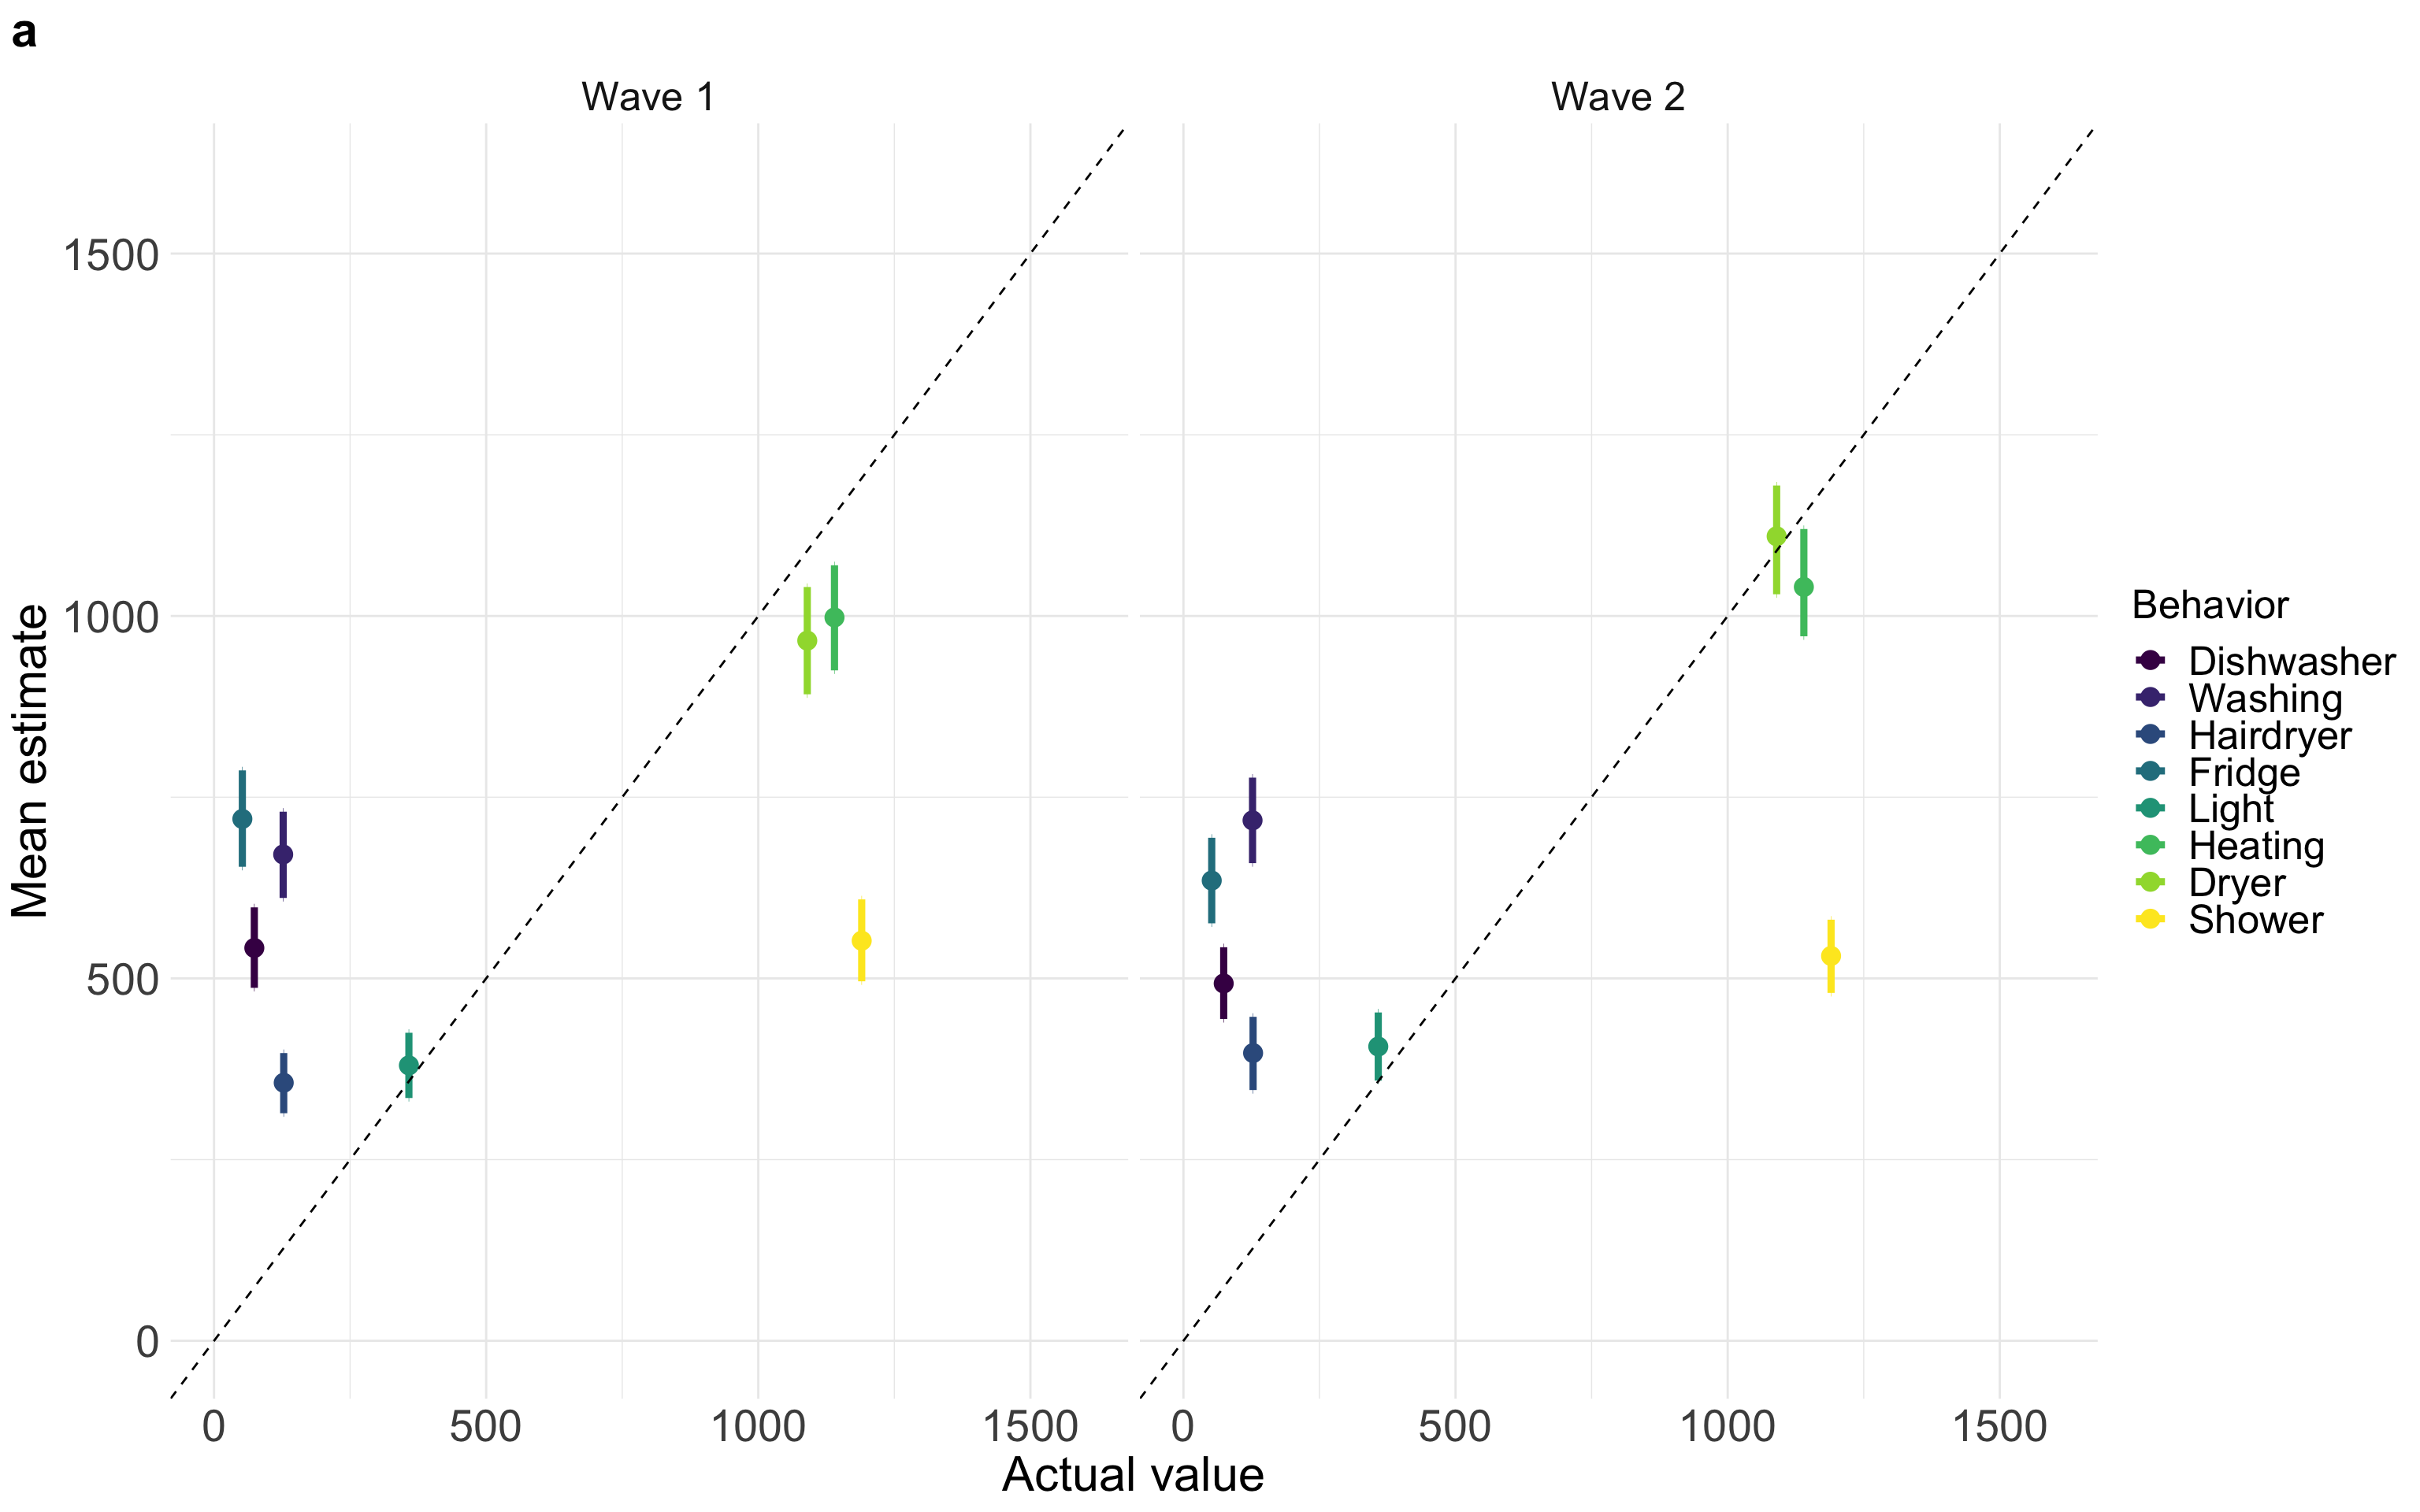 a
Wave 1
Wave 2
1500
1000
500
0
Mean estimate
0
500
1000
1500
0
500
1000
1500
Actual value
Behavior
Dishwasher
Washing
Hairdryer
Fridge
Light
Heating
Dryer
Shower